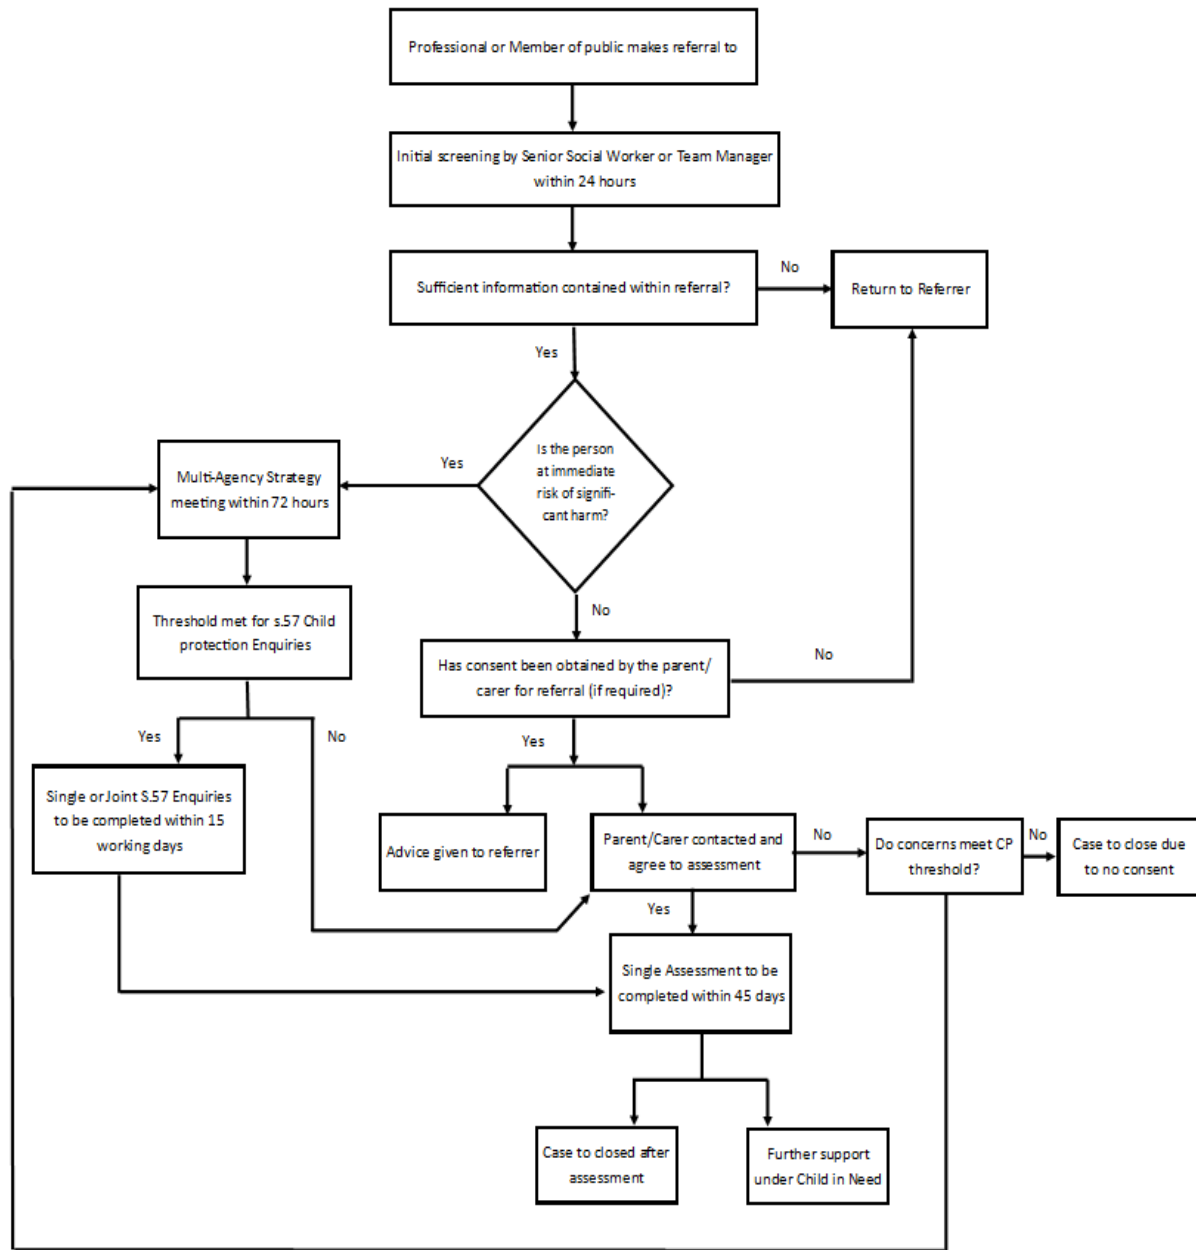 Professional or Member of public makes referral to
Initial screening by Senior Social Worker or Team Manager
within 24 hours
Sufficient information contained within referral?
No
Return to Referrer
Yes
Is the person
at immediate
risk of signifi-
cant harm?
Yes
Multi-Agency Strategy
meeting within 72 hours
No
Threshold met for s.57 Child
protection Enquiries
Has consent been obtained by the parent/
carer for referral (if required)?
No
Yes
No
Yes
Single or Joint S.57 Enquiries
to be completed within 15
working days
Advice given to referrer
Parent/Carer contacted and
agree to assessment
No
Do concerns meet CP
threshold?
No
Case to close due
to no consent
Yes
Single Assessment to be
completed within 45 days
Case to closed after
assessment
Further support
under Child in Need